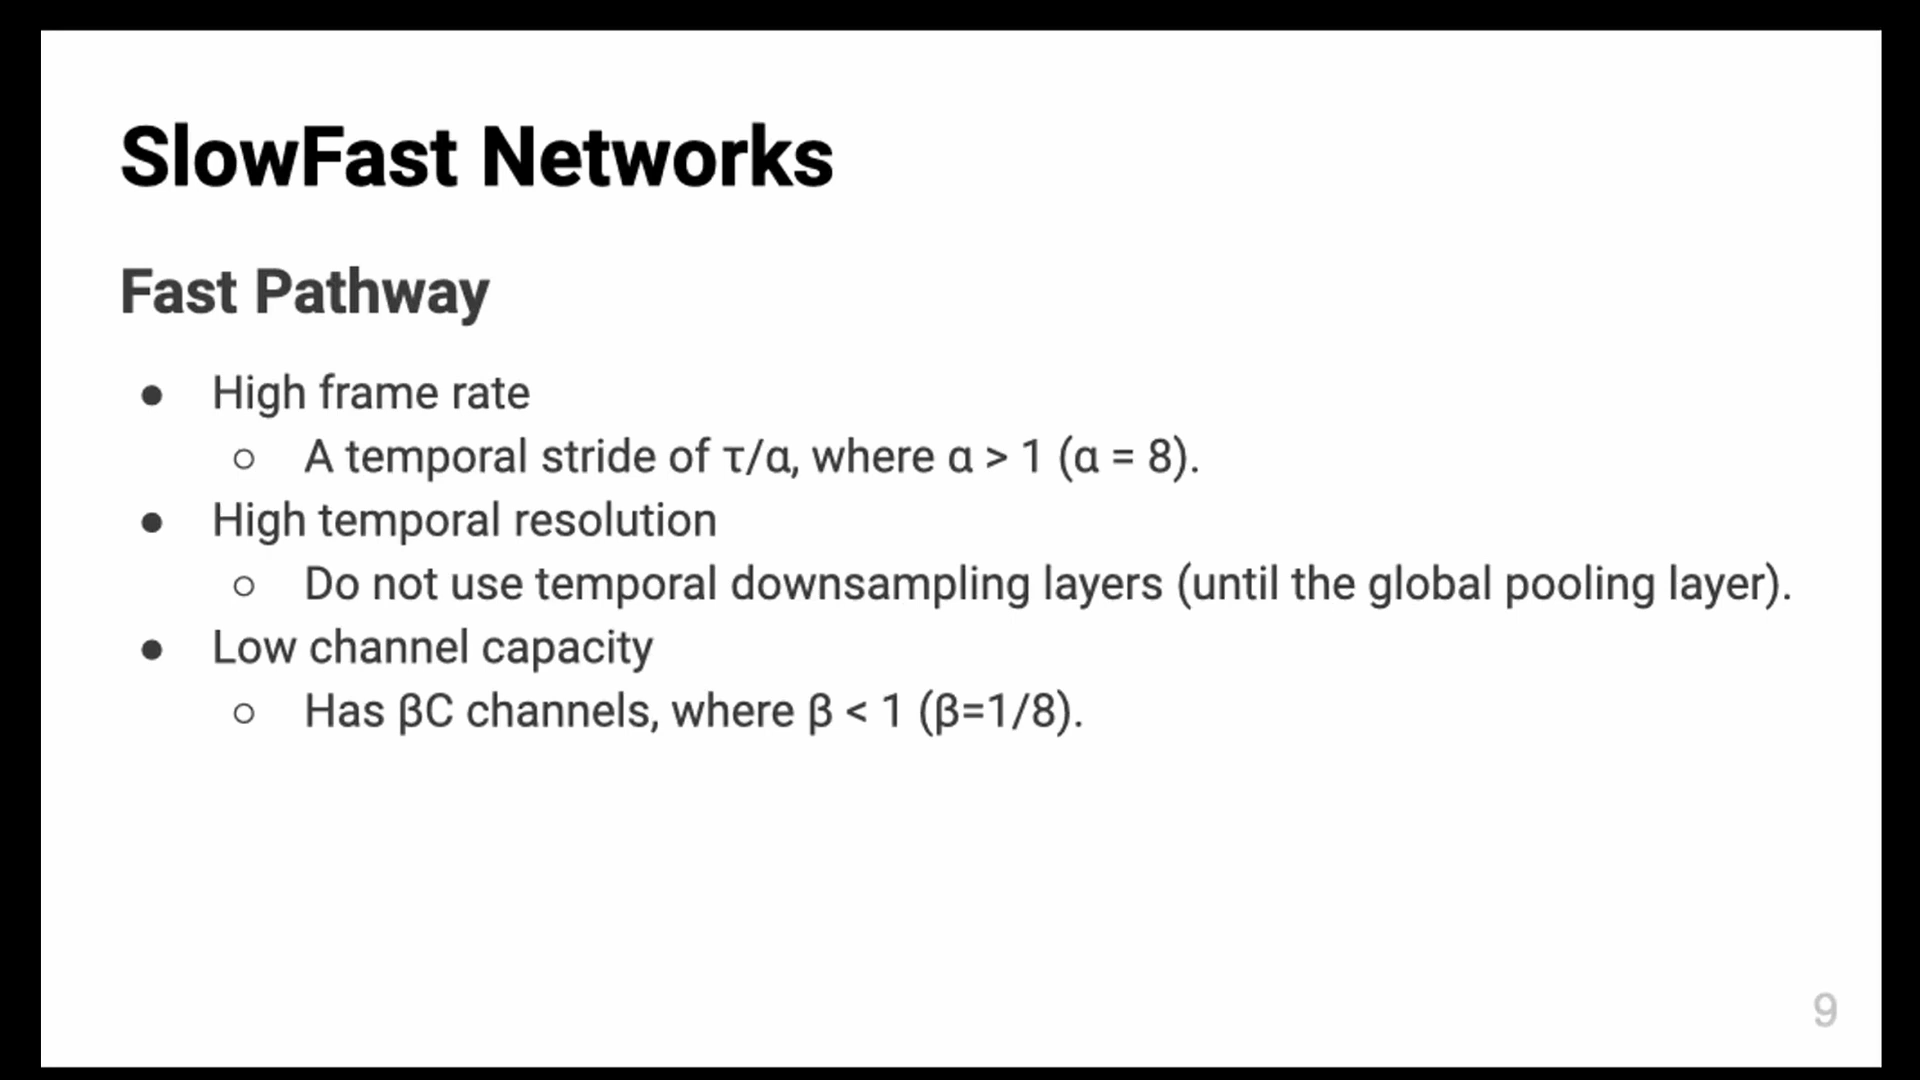 SlowFast Networks
Fast Pathway
● High frame rate
○ A temporal stride of τ/α, where α > 1 (α = 8).
● High temporal resolution
○ Do not use temporal downsampling layers (until the global pooling layer).
● Low channel capacity
○ Has βC channels, where β < 1 (β=1/8).
9